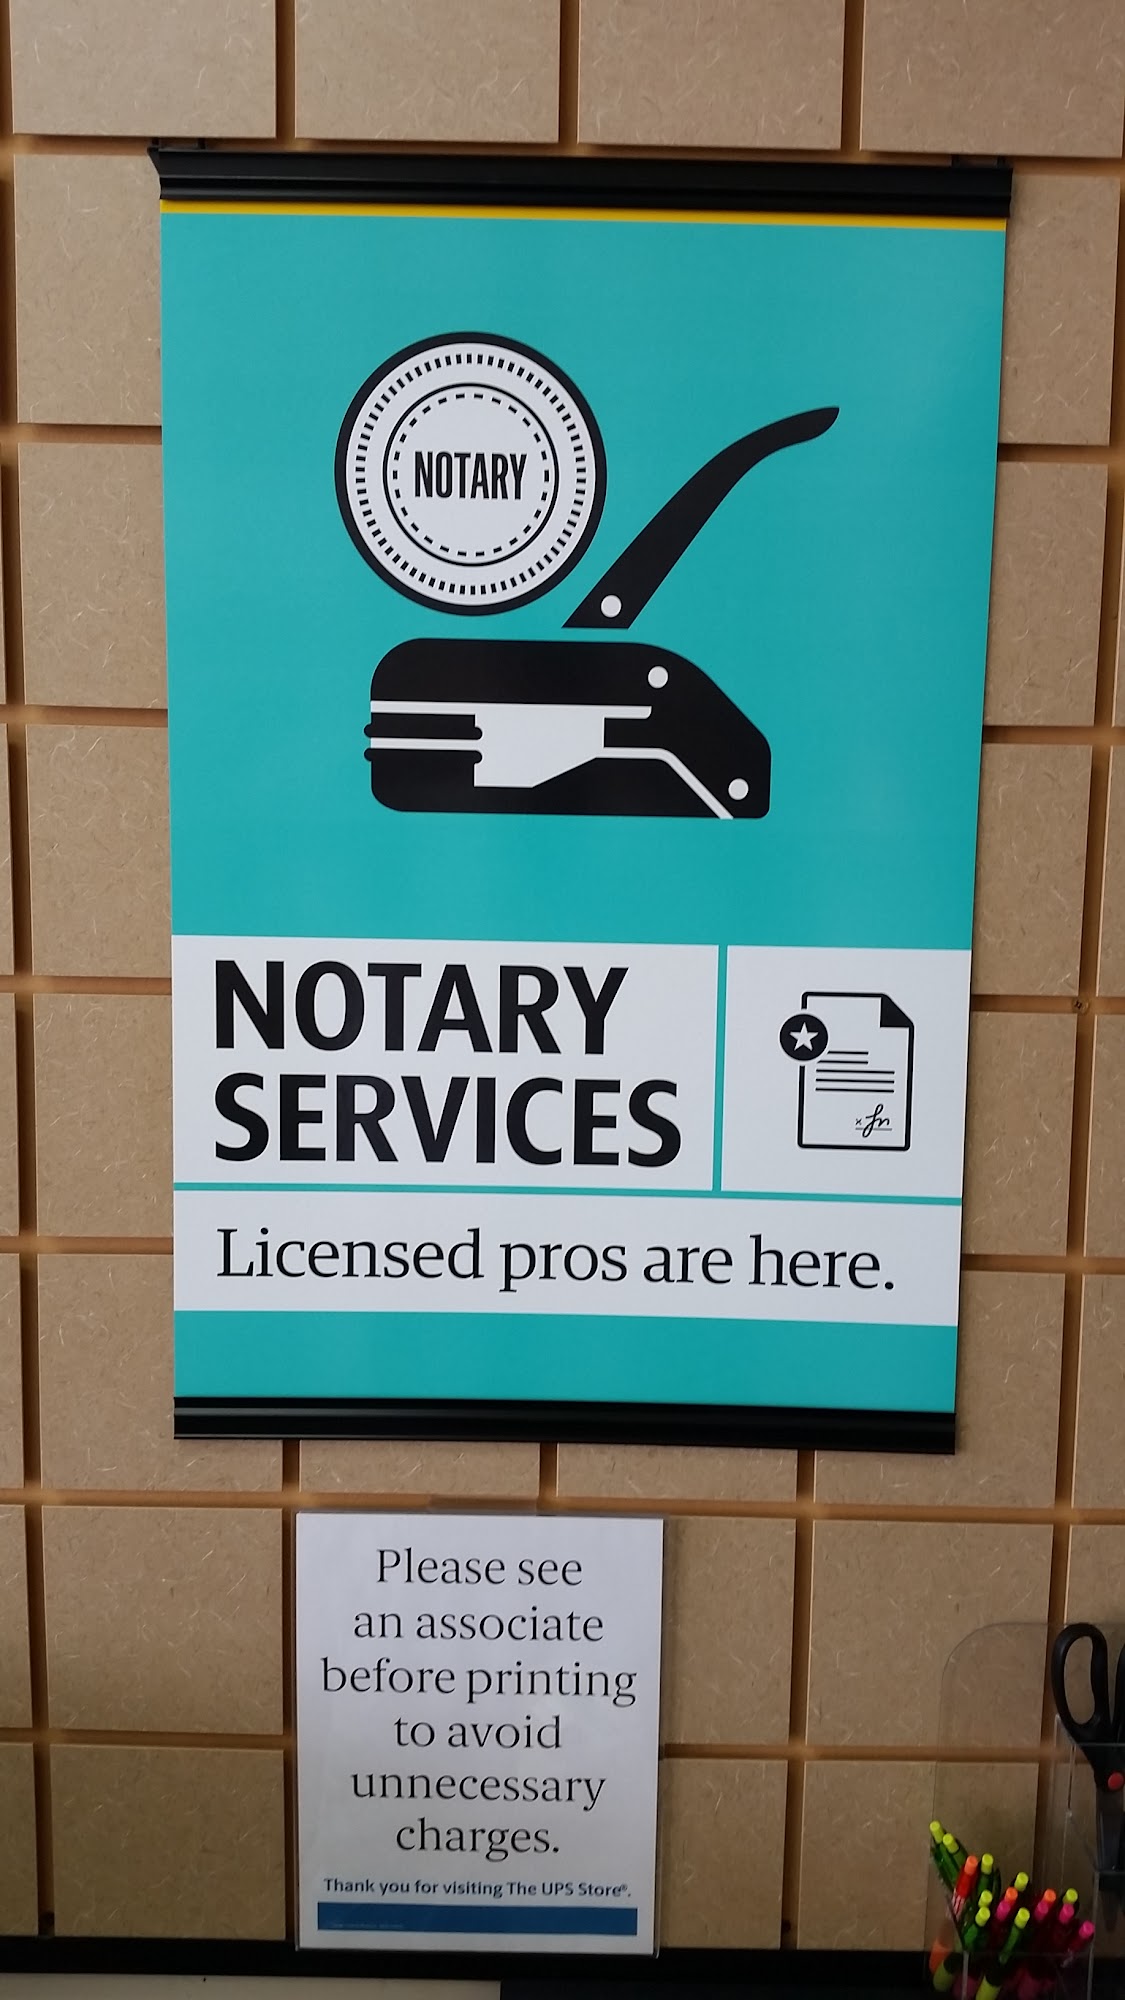 NOTARY
NOTARY
SERVICES
Licensed pros are here.
Please see
an associate
before printing
to avoid
unnecessary
charges.
Thank you for visiting The UPS Store®.